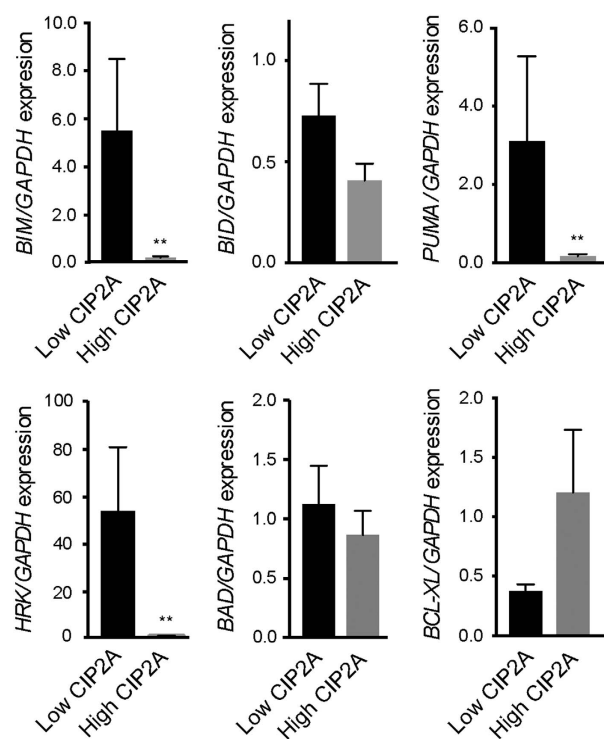 BIM/GAPDH expression
10.0
8.0
6.0
4.0
2.0
0.0
**
Low CIP2A
High CIP2A
BID/GAPDH expression
1.0
0.5
0.0
Low CIP2A
High CIP2A
PUMA/GAPDH expression
6.0
4.0
2.0
0.0
**
Low CIP2A
High CIP2A
HRK/GAPDH expression
100
80
60
40
20
0
**
Low CIP2A
High CIP2A
BAD/GAPDH expression
2.0
1.5
1.0
0.5
0.0
Low CIP2A
High CIP2A
BCL-XL/GAPDH expression
2.0
1.5
1.0
0.5
0.0
Low CIP2A
High CIP2A